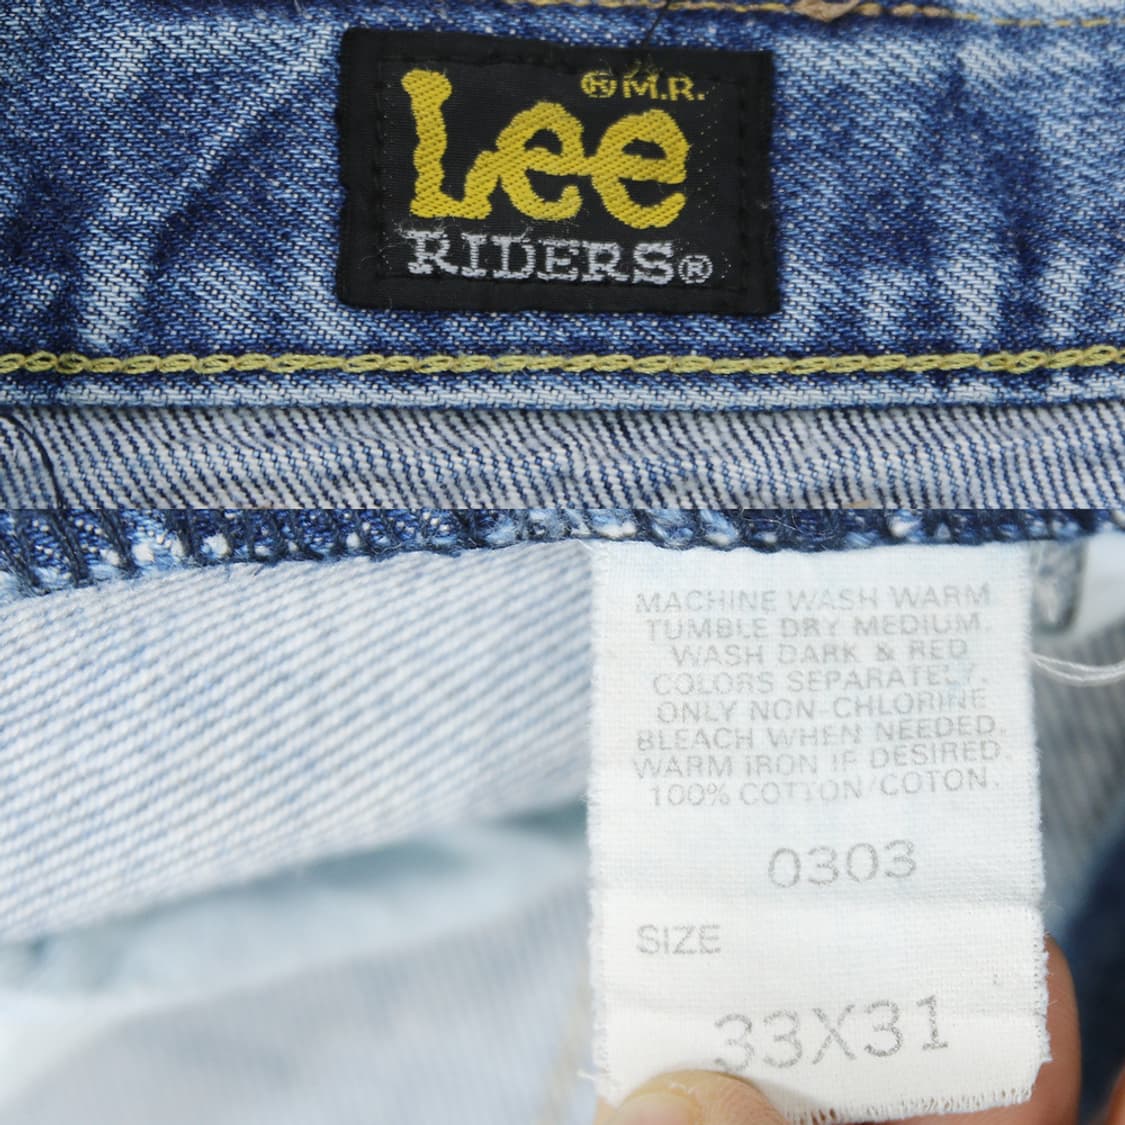 ® M.R.
Lee
RIDERS®
MACHINE WASH WARM
TUMBLE DRY MEDIUM.
WASH DARK & RED
COLORS SEPARATELY.
ONLY NON CHLORINE
BLEACH WHEN NEEDED.
WARM IRON IF DESIRED.
100% COTTON/COTON.
0303
SIZE
33X31